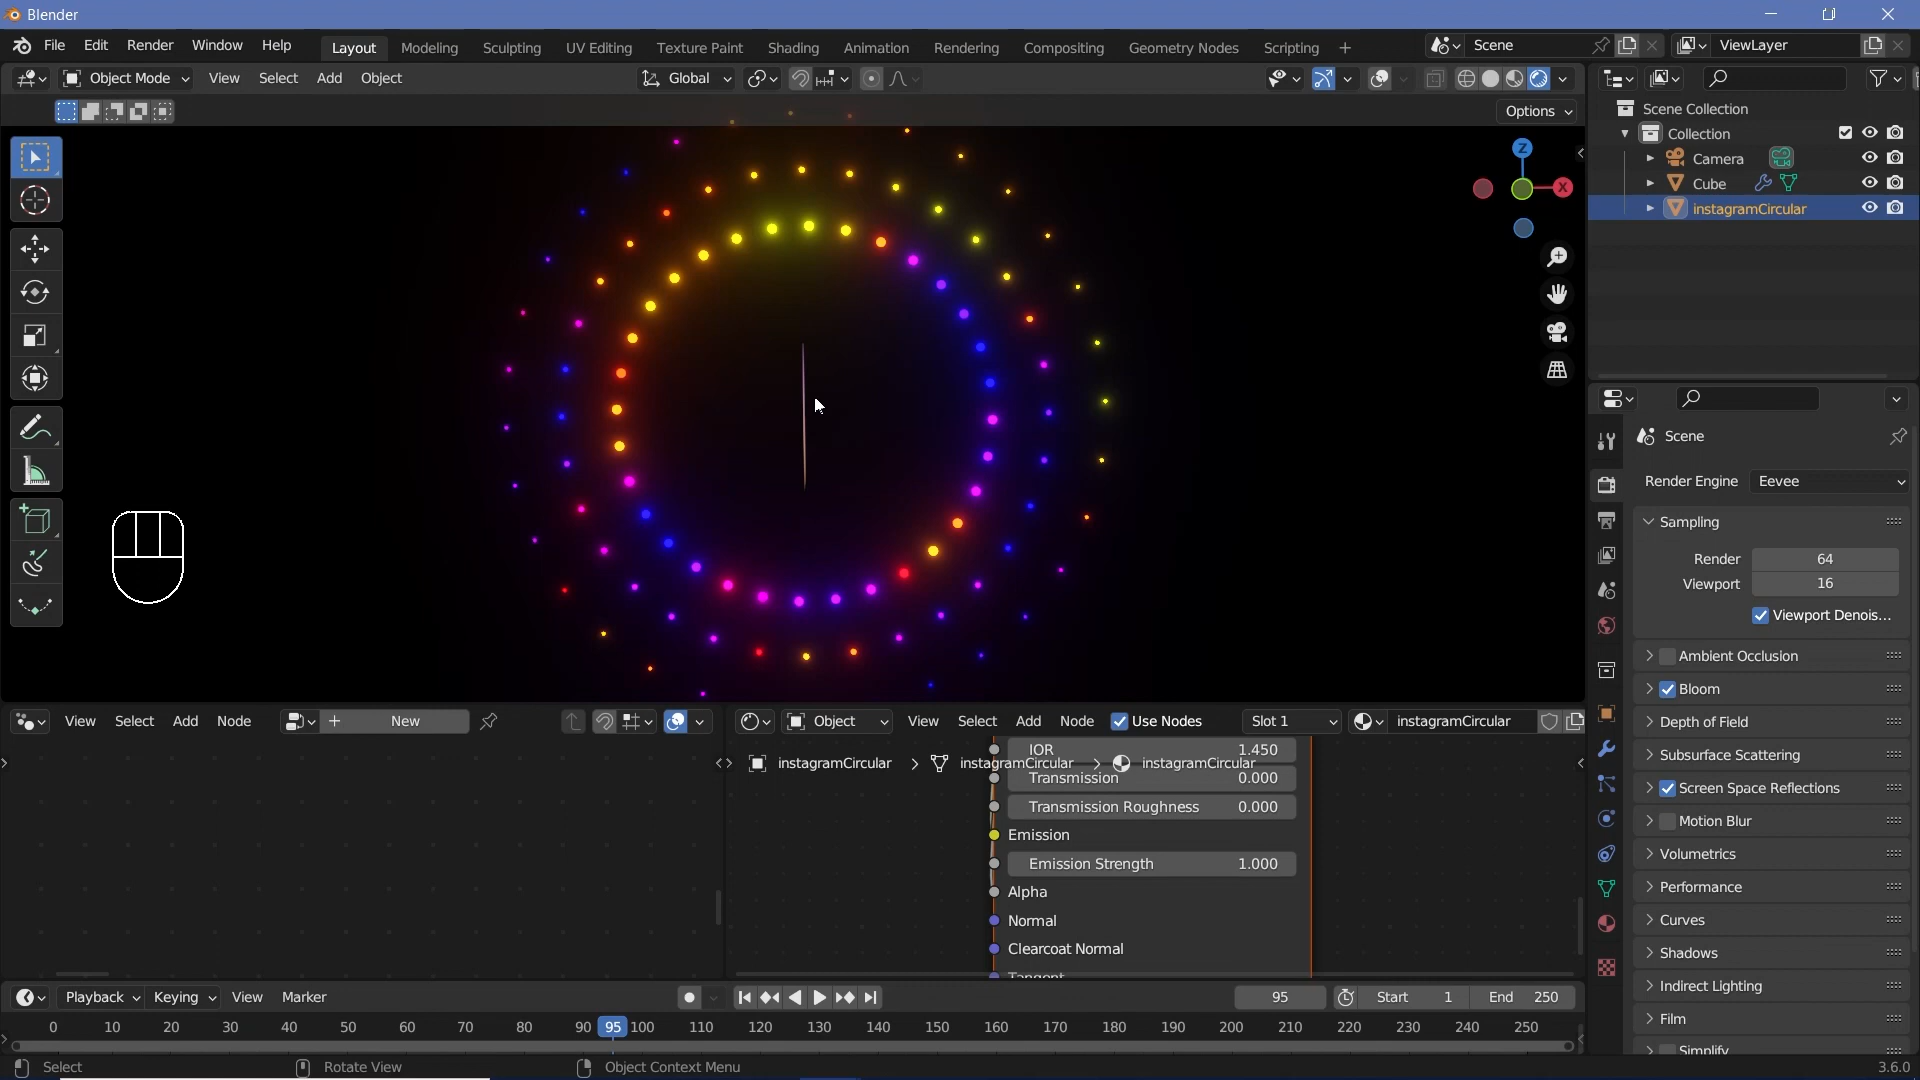 Blender
File Edit Render Window Help Layout Modeling Sculpting UV Editing Texture Paint Shading Animation Rendering Compositing Geometry Nodes Scripting + Scene ViewLayer
Object Mode View Select Add Object Global
Options
Z
X
Scene Collection
Collection
Camera
Cube
instagramCircular
Scene
Render Engine Eevee
Sampling
Render 64
Viewport 16
Viewport Denois...
Ambient Occlusion
Bloom
Depth of Field
Subsurface Scattering
Screen Space Reflections
Motion Blur
Volumetrics
Performance
Curves
Shadows
Indirect Lighting
Film
Simplify
View Select Add Node New
Object View Select Add Node Use Nodes Slot 1 instagramCircular
instagramCircular > instagramCircular > instagramCircular
IOR 1.450
Transmission 0.000
Transmission Roughness 0.000
Emission
Emission Strength 1.000
Alpha
Normal
Clearcoat Normal
Tangent
Playback Keying View Marker 95 Start 1 End 250
0 10 20 30 40 50 60 70 80 90 95 100 110 120 130 140 150 160 170 180 190 200 210 220 230 240 250
Select Rotate View Object Context Menu 3.6.0